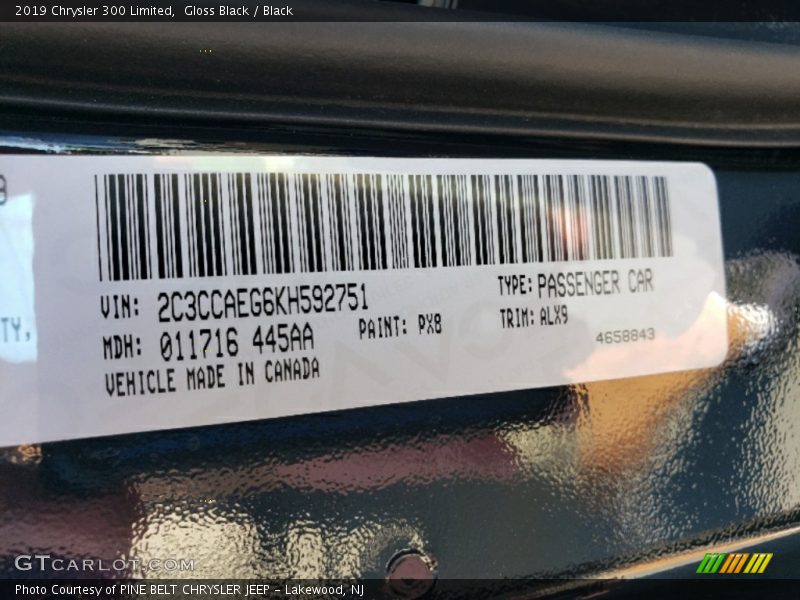 2019 Chrysler 300 Limited, Gloss Black / Black
TY,
VIN: 2C3CCAEG6KH592751
TYPE: PASSENGER CAR
MDH: 011716 445AA
PAINT: PX8
TRIM: ALX9
4658843
VEHICLE MADE IN CANADA
GTCARLOT.COM
Photo Courtesy of PINE BELT CHRYSLER JEEP - Lakewood, NJ